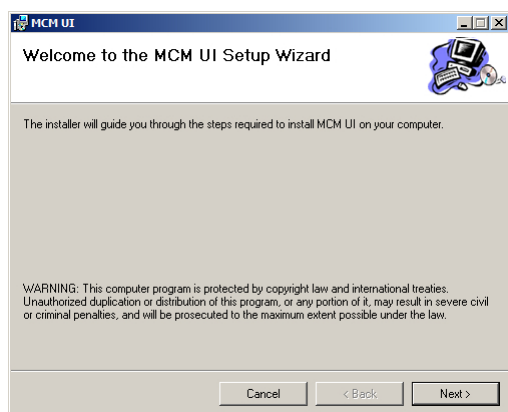 MCM UI
Welcome to the MCM UI Setup Wizard
The installer will guide you through the steps required to install MCM UI on your computer.
WARNING: This computer program is protected by copyright law and international treaties.
Unauthorized duplication or distribution of this program, or any portion of it, may result in severe civil
or criminal penalties, and will be prosecuted to the maximum extent possible under the law.
Cancel
< Back
Next >